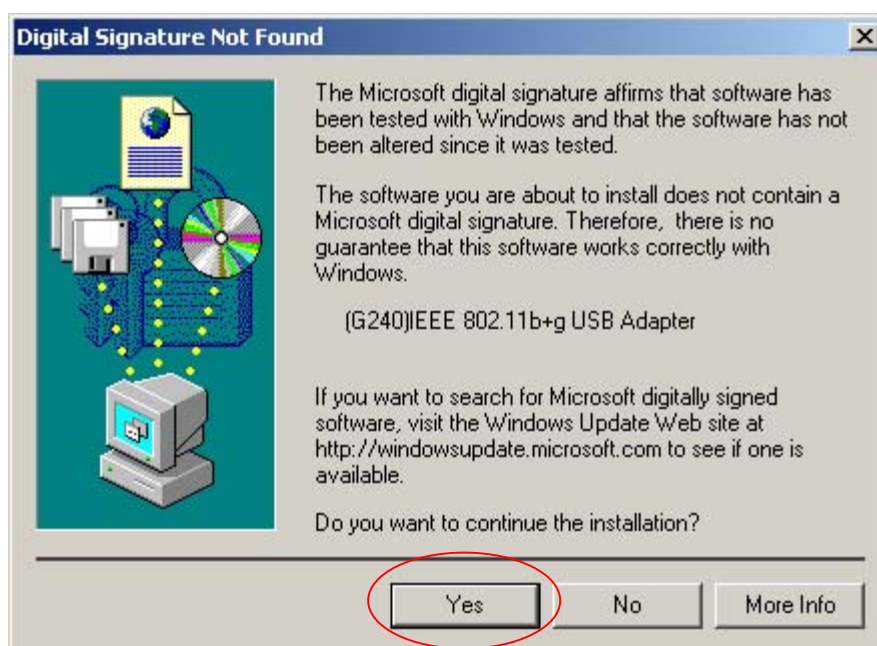 Digital Signature Not Found
The Microsoft digital signature affirms that software has
been tested with Windows and that the software has not
been altered since it was tested.
The software you are about to install does not contain a
Microsoft digital signature. Therefore, there is no
guarantee that this software works correctly with
Windows.
(G240)IEEE 802.11b+g USB Adapter
If you want to search for Microsoft digitally signed
software, visit the Windows Update Web site at
http://windowsupdate.microsoft.com to see if one is
available.
Do you want to continue the installation?
Yes No More Info